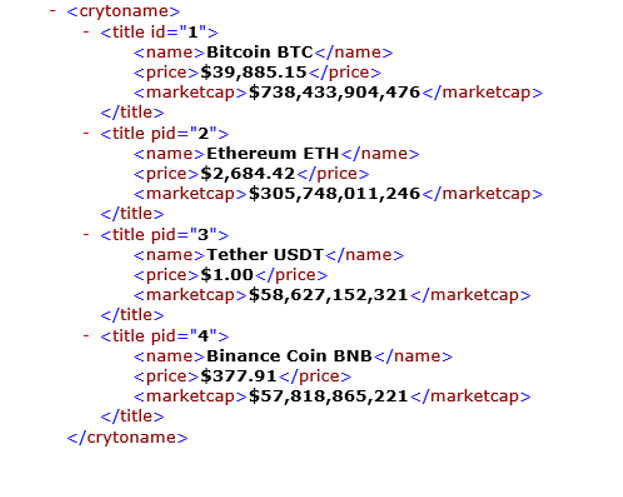 - <crytoname>
- <title id="1">
<name>Bitcoin BTC</name>
<price>$39,885.15</price>
<marketcap>$738,433,904,476</marketcap>
</title>
- <title pid="2">
<name>Ethereum ETH</name>
<price>$2,684.42</price>
<marketcap>$305,748,011,246</marketcap>
</title>
- <title pid="3">
<name>Tether USDT</name>
<price>$1.00</price>
<marketcap>$58,627,152,321</marketcap>
</title>
- <title pid="4">
<name>Binance Coin BNB</name>
<price>$377.91</price>
<marketcap>$57,818,865,221</marketcap>
</title>
</crytoname>